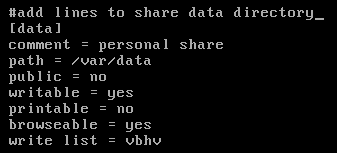 #add lines to share data directory_
[data]
comment = personal share
path = /var/data
public = no
writable = yes
printable = no
browseable = yes
write list = vbhv